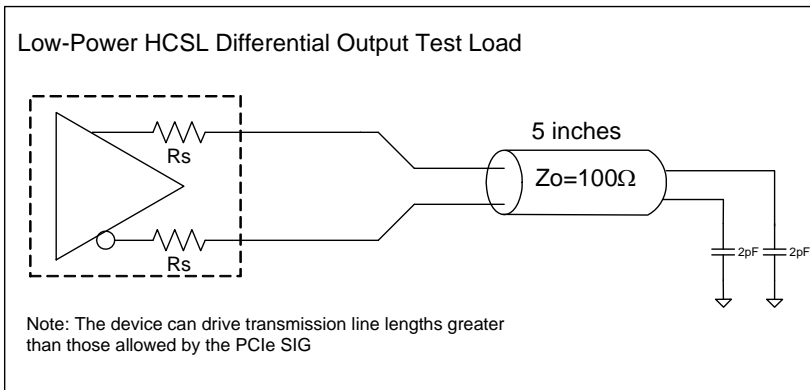 Low-Power HCSL Differential Output Test Load
Rs
5 inches
Zo=100Ω
Rs
2pF
2pF
Note: The device can drive transmission line lengths greater
than those allowed by the PCIe SIG